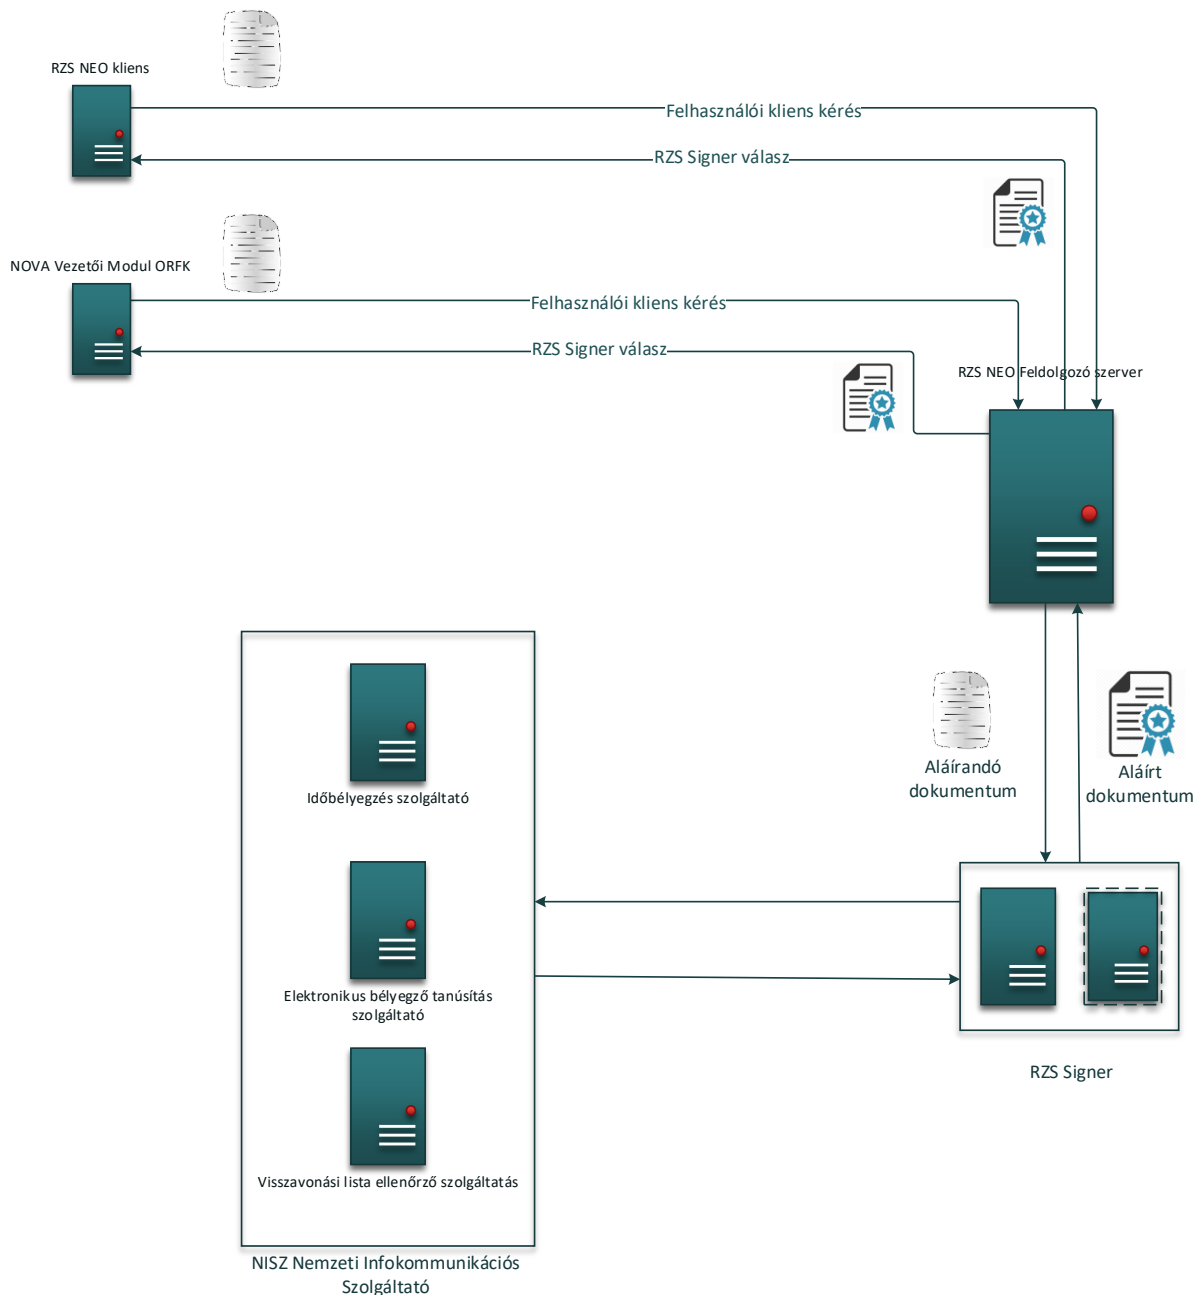 RZS NEO kliens
Felhasználói kliens kérés
RZS Signer válasz
NOVA Vezetői Modul ORFK
Felhasználói kliens kérés
RZS Signer válasz
RZS NEO Feldolgozó szerver
Aláírandó
dokumentum
Aláírt
dokumentum
Időbélyegzés szolgáltató
Elektronikus bélyegző tanúsítás
szolgáltató
RZS Signer
Visszavonási lista ellenőrző szolgáltatás
NISZ Nemzeti Infokommunikációs
Szolgáltató